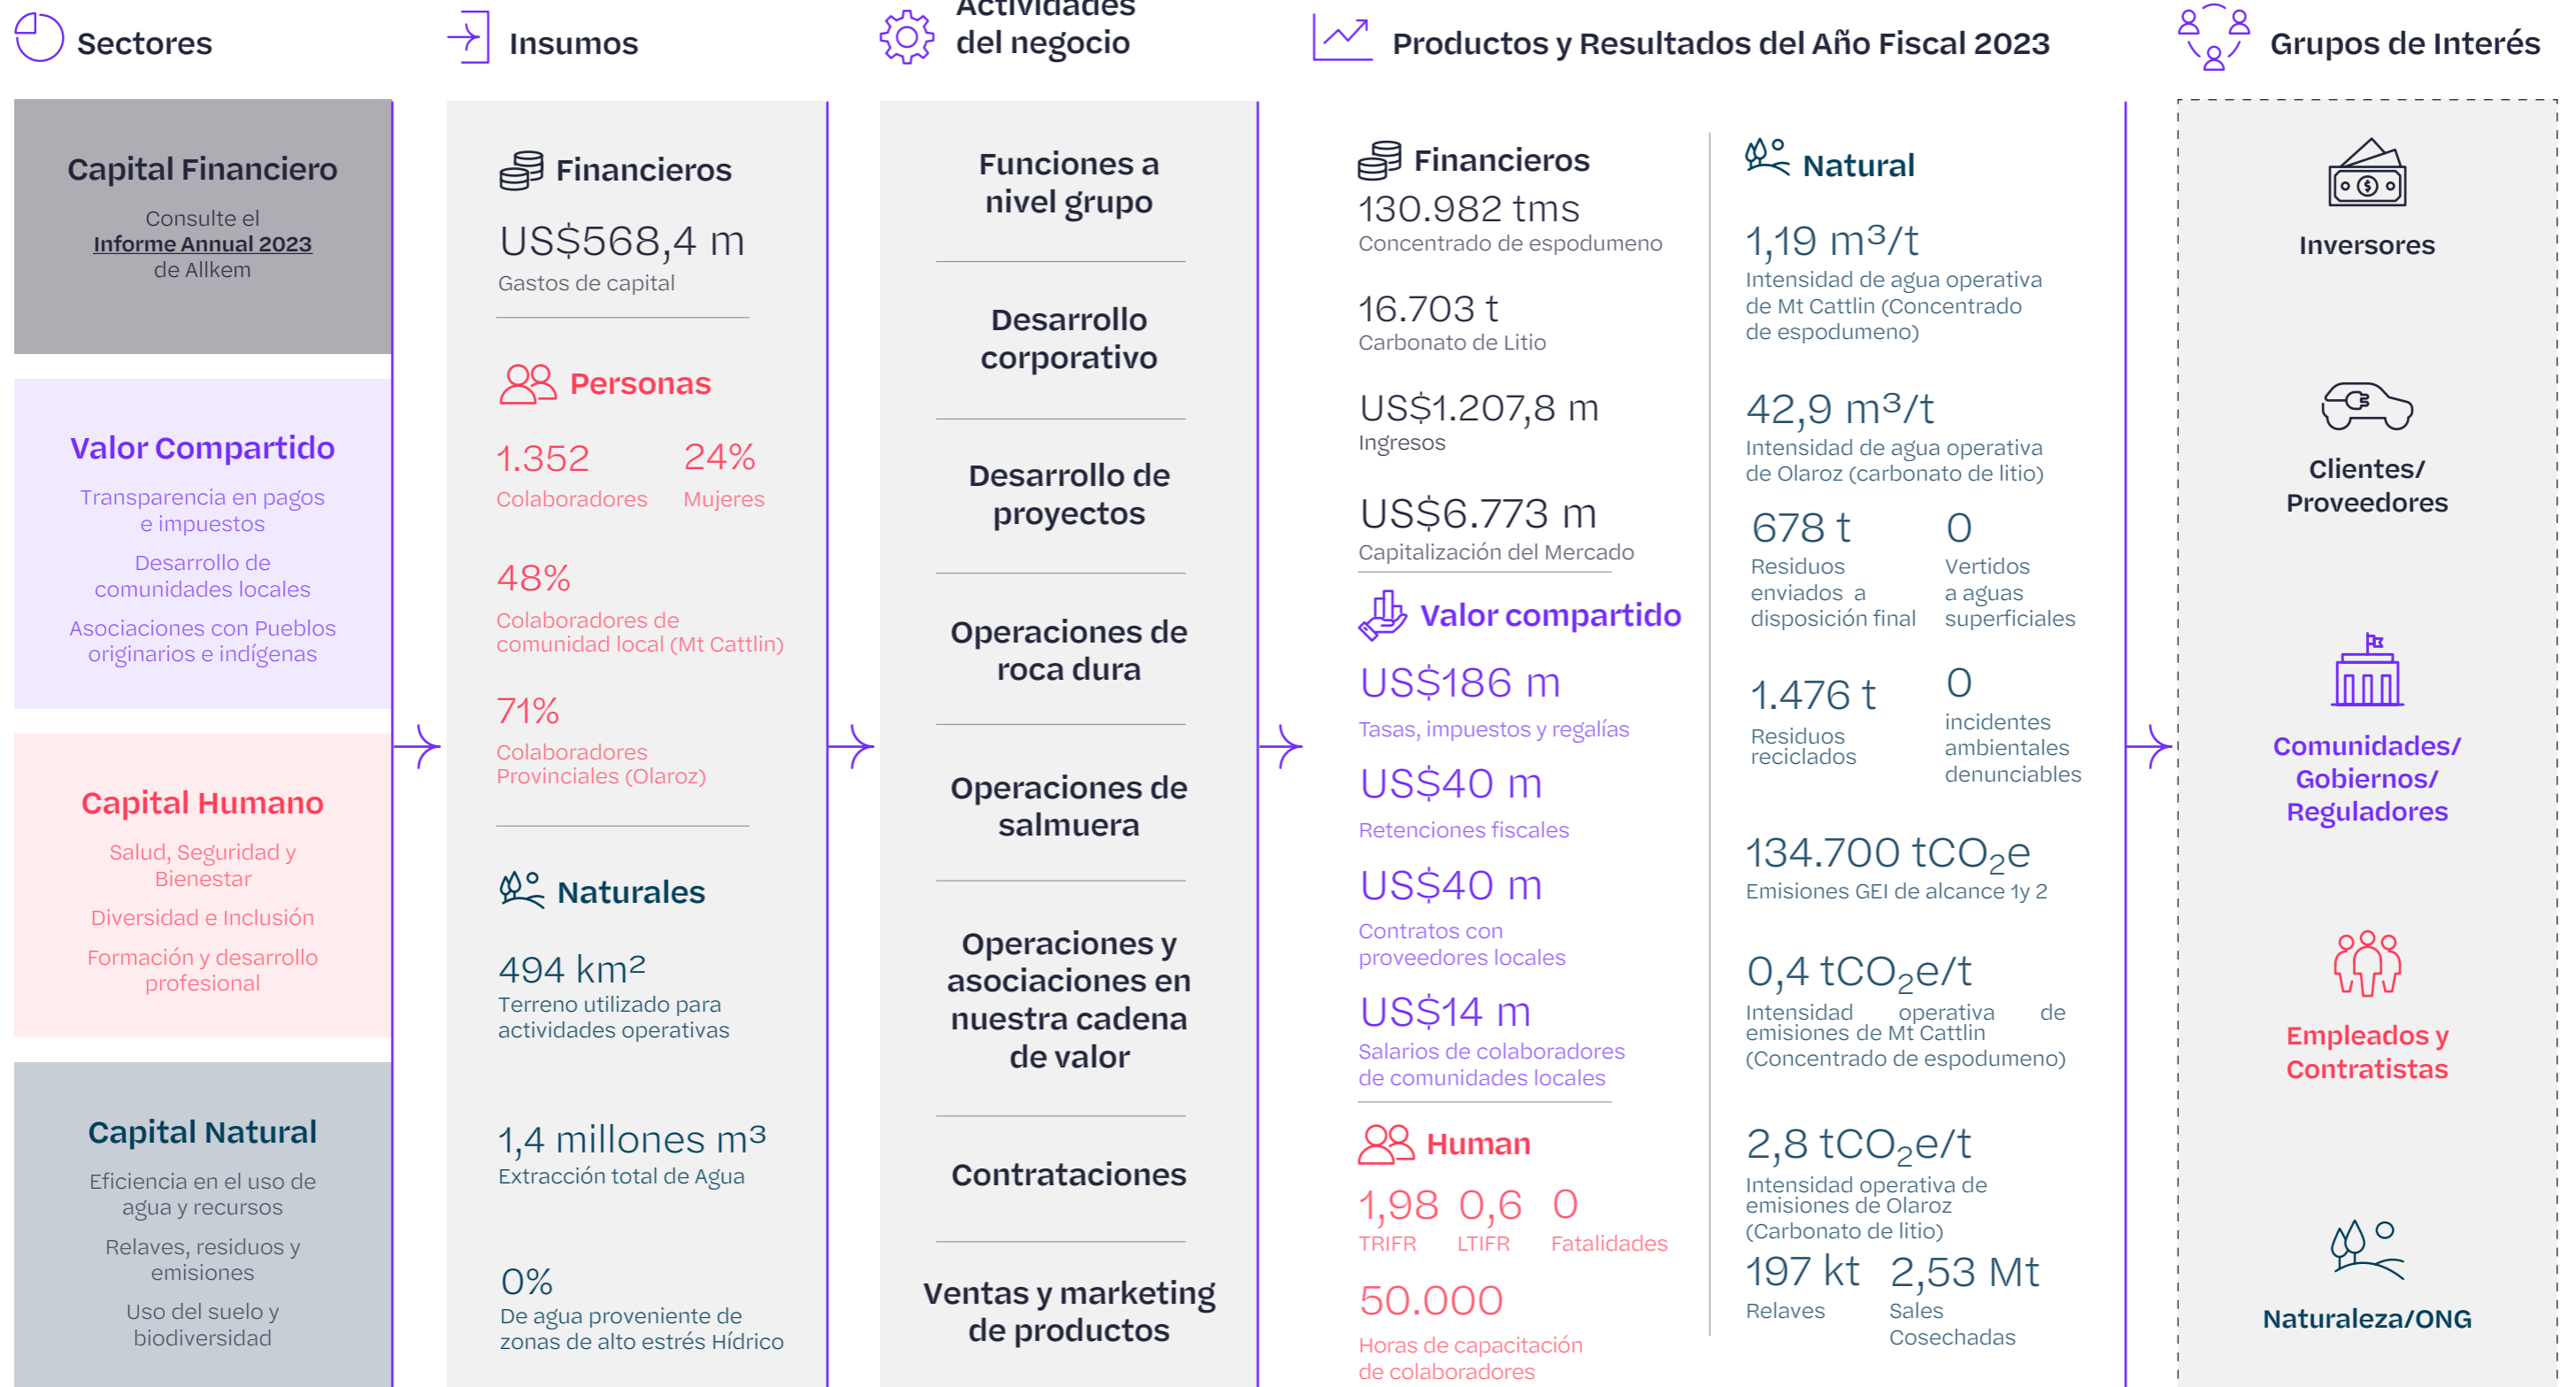 Sectores
Capital Financiero
Consulte el
Informe Annual 2023
de Allkem
Valor Compartido
Transparencia en pagos
e impuestos
Desarrollo de
comunidades locales
Asociaciones con Pueblos
originarios e indígenas
Capital Humano
Salud, Seguridad y
Bienestar
Diversidad e Inclusión
Formación y desarrollo
profesional
Capital Natural
Eficiencia en el uso de
agua y recursos
Relaves, residuos y
emisiones
Uso del suelo y
biodiversidad
Insumos
Financieros
US$568,4 m
Gastos de capital
Personas
1.352 24%
Colaboradores Mujeres
48%
Colaboradores de
comunidad local (Mt Cattlin)
71%
Colaboradores
Provinciales (Olaroz)
Naturales
494 km²
Terreno utilizado para
actividades operativas
1,4 millones m³
Extracción total de Agua
0%
De agua proveniente de
zonas de alto estrés Hídrico
Actividades
del negocio
Funciones a
nivel grupo
Desarrollo
corporativo
Desarrollo de
proyectos
Operaciones de
roca dura
Operaciones de
salmuera
Operaciones y
asociaciones en
nuestra cadena
de valor
Contrataciones
Ventas y marketing
de productos
Productos y Resultados del Año Fiscal 2023
Financieros
130.982 tms
Concentrado de espodumeno
16.703 t
Carbonato de Litio
US$1.207,8 m
Ingresos
US$6.773 m
Capitalización del Mercado
Valor compartido
US$186 m
Tasas, impuestos y regalías
US$40 m
Retenciones fiscales
US$40 m
Contratos con
proveedores locales
US$14 m
Salarios de colaboradores
de comunidades locales
Human
1,98 0,6 0
TRIFR LTIFR Fatalidades
50.000
Horas de capacitación
de colaboradores
Natural
1,19 m³/t
Intensidad de agua operativa
de Mt Cattlin (Concentrado
de espodumeno)
42,9 m³/t
Intensidad de agua operativa
de Olaroz (carbonato de litio)
678 t
Residuos
enviados a
disposición final
0
Vertidos
a aguas
superficiales
1.476 t
Residuos
reciclados
0
incidentes
ambientales
denunciables
134.700 tCO₂e
Emisiones GEI de alcance 1y 2
0,4 tCO₂e/t
Intensidad operativa de
emisiones de Mt Cattlin
(Concentrado de espodumeno)
2,8 tCO₂e/t
Intensidad operativa de
emisiones de Olaroz
(Carbonato de litio)
197 kt
Relaves
2,53 Mt
Sales
Cosechadas
Grupos de Interés
Inversores
Clientes/
Proveedores
Comunidades/
Gobiernos/
Reguladores
Empleados y
Contratistas
Naturaleza/ONG